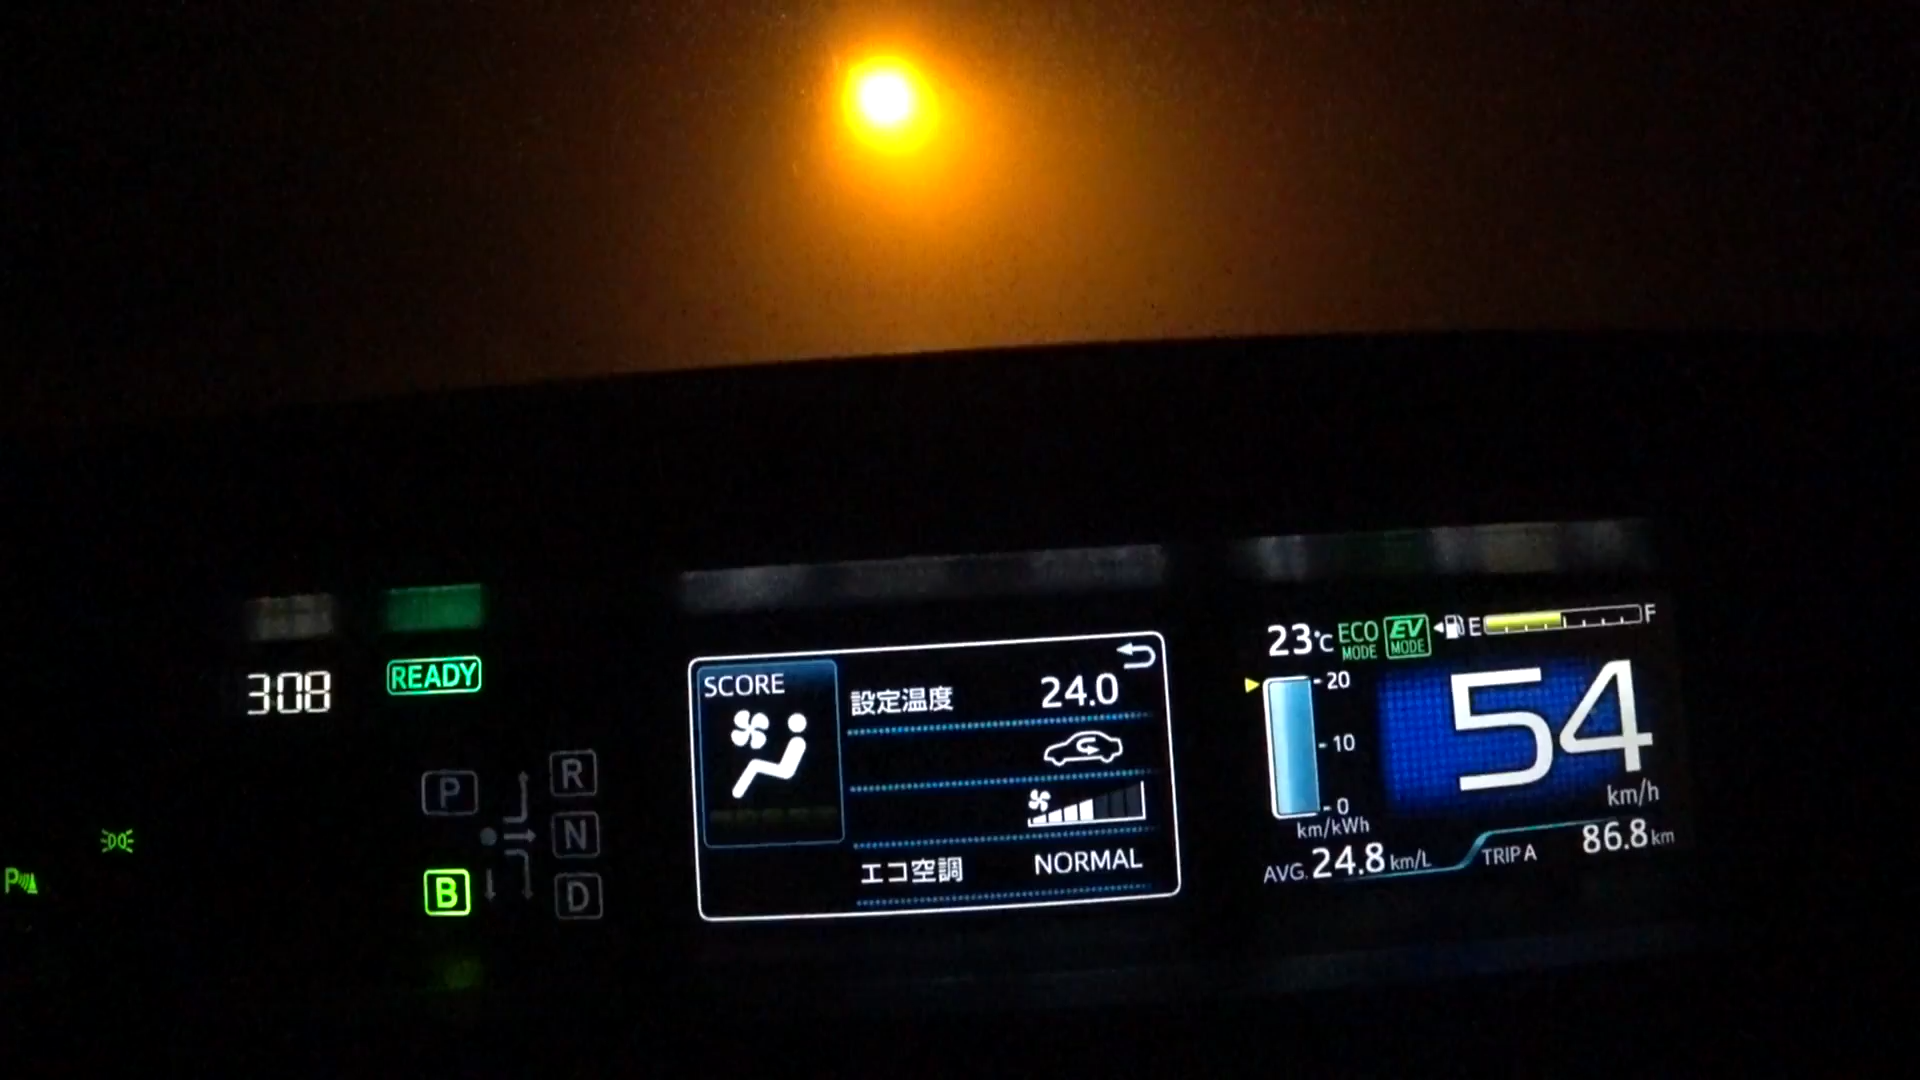 308
READY
P
R
N
B
D
P
SCORE
設定温度 24.0
エコ空調 NORMAL
23℃ ECO MODE EV MODE E F
20
10
0
km/kWh
54
km/h
AVG. 24.8 km/L
TRIP A 86.8 km